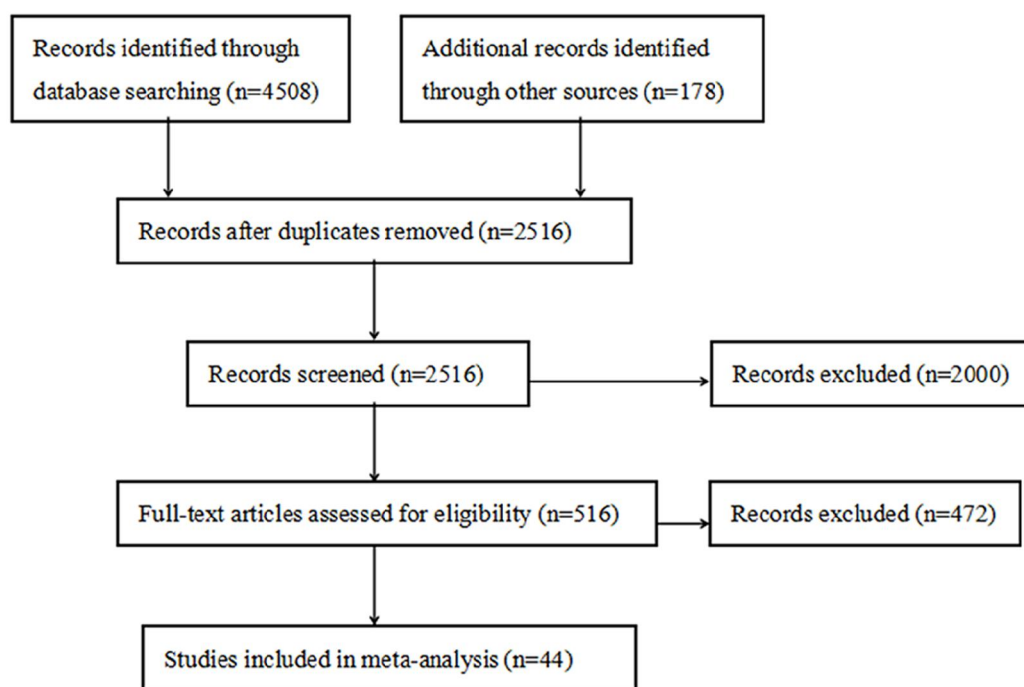 Records identified through
database searching (n=4508)
Additional records identified
through other sources (n=178)
Records after duplicates removed (n=2516)
Records screened (n=2516)
Records excluded (n=2000)
Full-text articles assessed for eligibility (n=516)
Records excluded (n=472)
Studies included in meta-analysis (n=44)